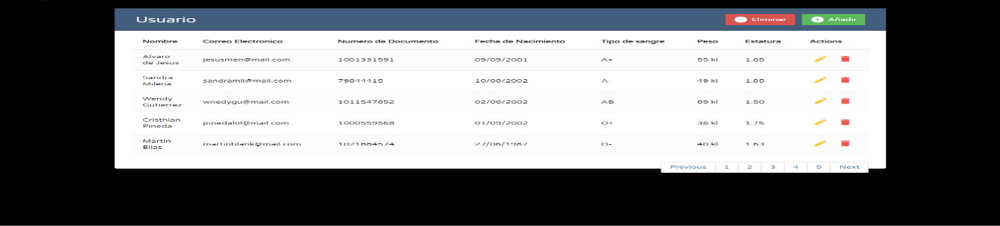 Usuario
Eliminar
Añadir
Nombre Correo Electronico Numero de Documento Fecha de Nacimiento Tipo de sangre Peso Estatura Actions
Alvaro de Jesus jesusmen@mail.com 1001331591 09/09/2001 A+ 55 kl 1.65
Sandra Milena sandramil@mail.com 79844415 10/08/2002 A 49 kl 1.85
Wendy Gutierrez wnedygu@mail.com 1011547852 02/06/2002 AB 89 kl 1.50
Cristhian Pineda pinedalol@mail.com 1000559568 01/09/2002 O+ 36 kl 1.75
Martin Elias martinblank@mail.com 1021884574 27/06/1987 O- 40 kl 1.63
Previous 1 2 3 4 5 Next